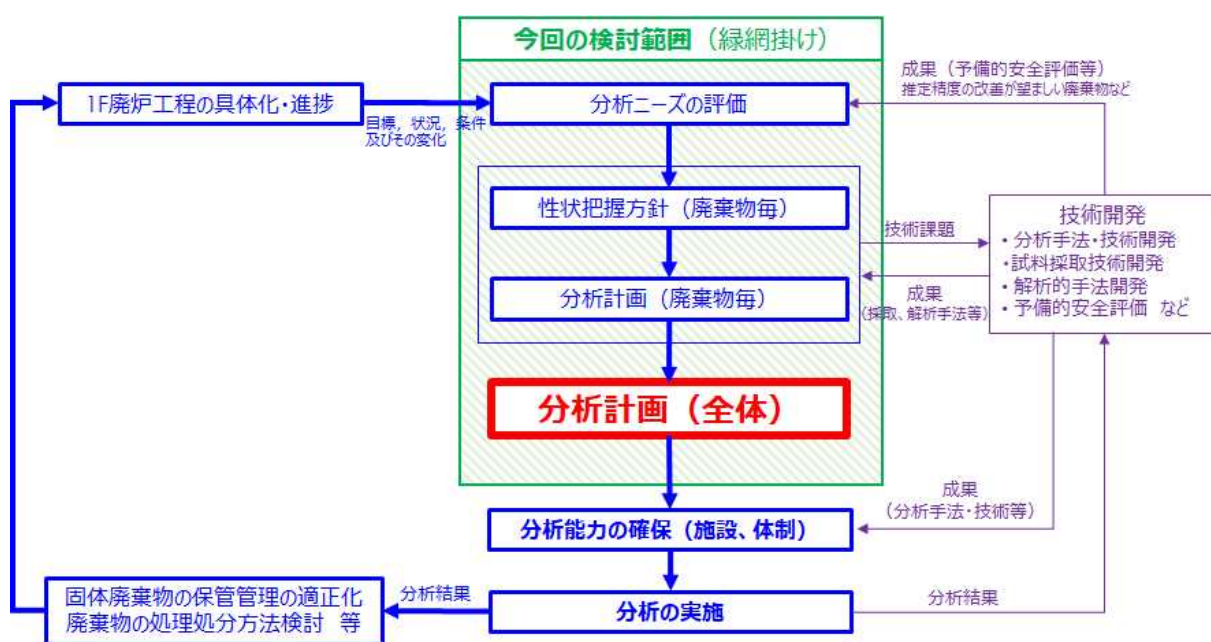 今回の検討範囲（緑網掛け）
1F廃炉工程の具体化・進捗
目標，状況，条件
及びその変化
分析ニーズの評価
成果（予備的安全評価等）
推定精度の改善が望ましい廃棄物など
性状把握方針（廃棄物毎）
分析計画（廃棄物毎）
技術課題
成果
（採取、解析手法等）
技術開発
・分析手法・技術開発
・試料採取技術開発
・解析的手法開発
・予備的安全評価 など
分析計画（全体）
成果
（分析手法・技術等）
分析能力の確保（施設、体制）
固体廃棄物の保管管理の適正化
廃棄物の処理処分方法検討 等
分析結果
分析の実施
分析結果